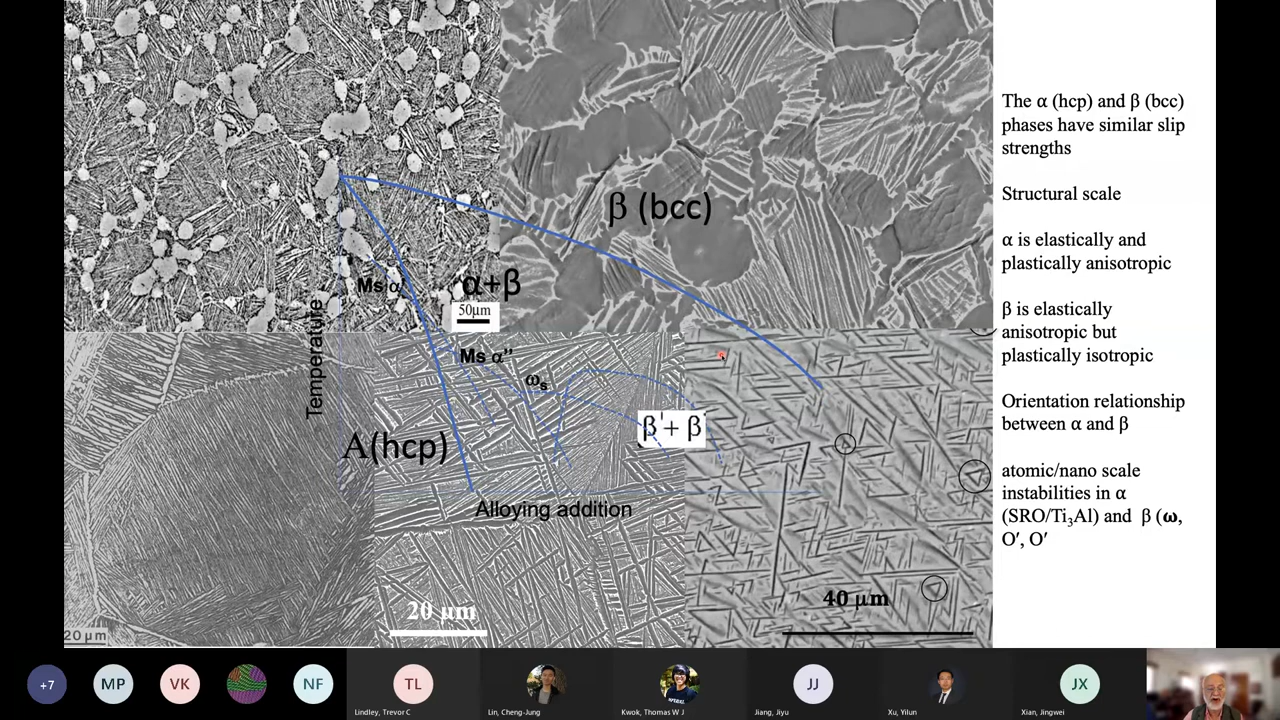 β (bcc)
Ms α'
α+β
50μm
Temperature
Ms α''
ωs
β'+ β
A(hcp)
Alloying addition
20 μm
40 μm
20 μm
The α (hcp) and β (bcc)
phases have similar slip
strengths
Structural scale
α is elastically and
plastically anisotropic
β is elastically
anisotropic but
plastically isotropic
Orientation relationship
between α and β
atomic/nano scale
instabilities in α
(SRO/Ti₃Al) and β (ω,
O′, O′
+7
MP
VK
NF
TL
JJ
JX
Lindley, Trevor C
Lin, Cheng-Jung
Kwok, Thomas W J
Jiang, Jiyu
Xu, Yilun
Xian, Jingwei